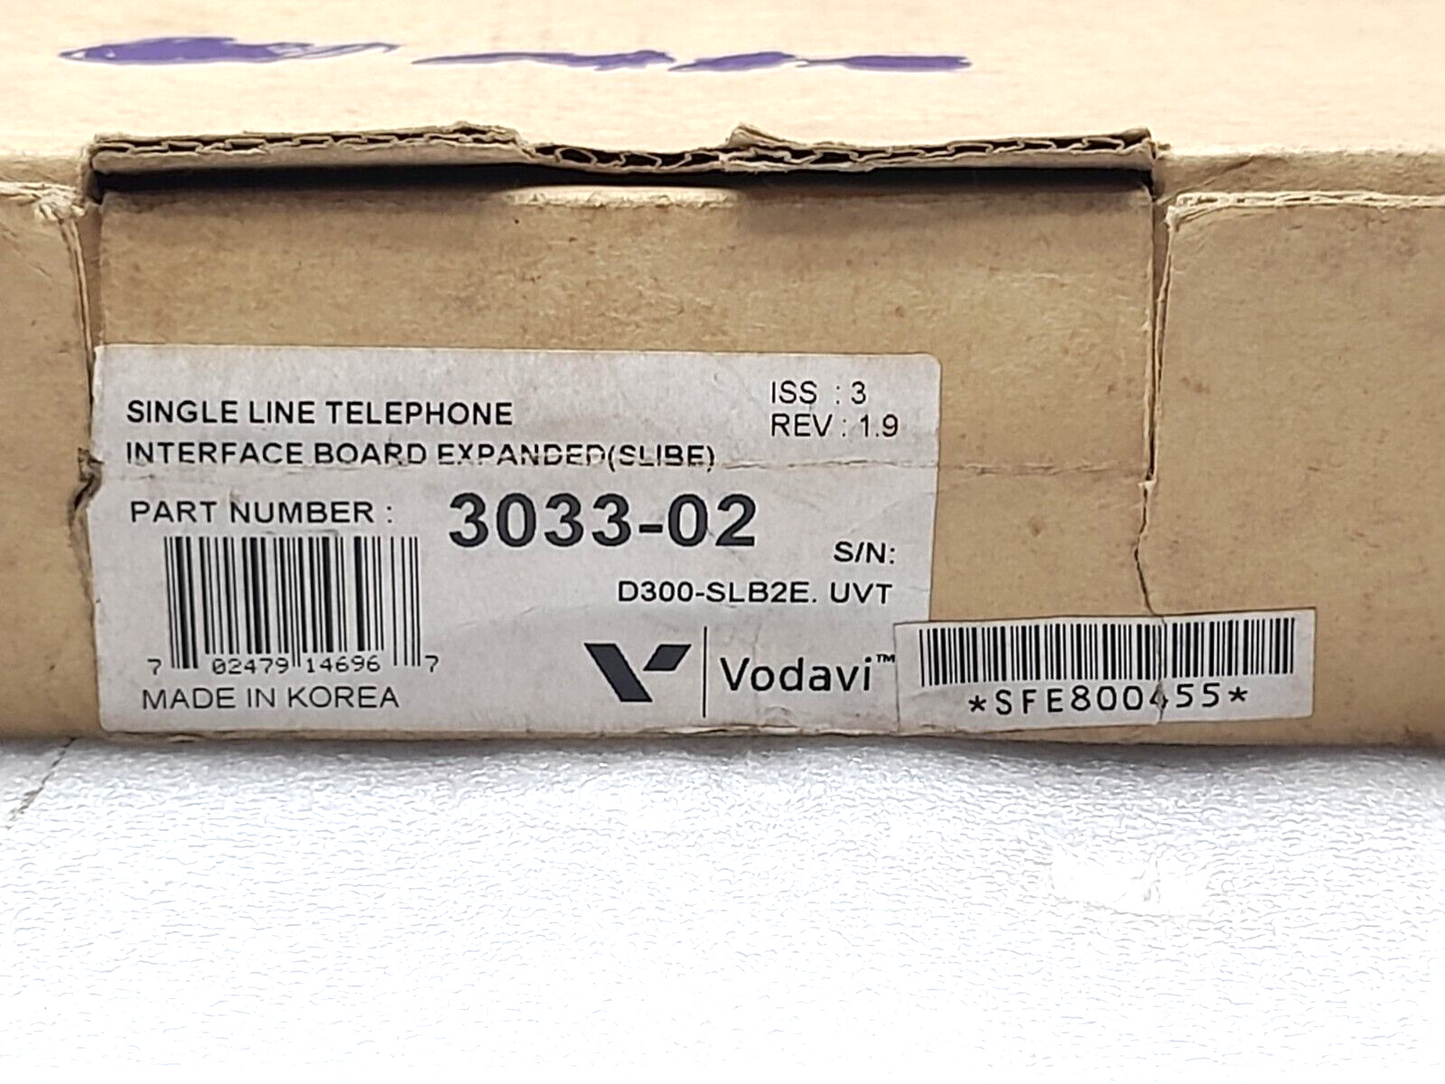 SINGLE LINE TELEPHONE
INTERFACE BOARD EXPANDED(SLIBE)
ISS : 3
REV : 1.9
PART NUMBER : 3033-02
S/N:
D300-SLB2E. UVT
7 02479 14696 7
MADE IN KOREA
Vodavi™
*SFE800455*